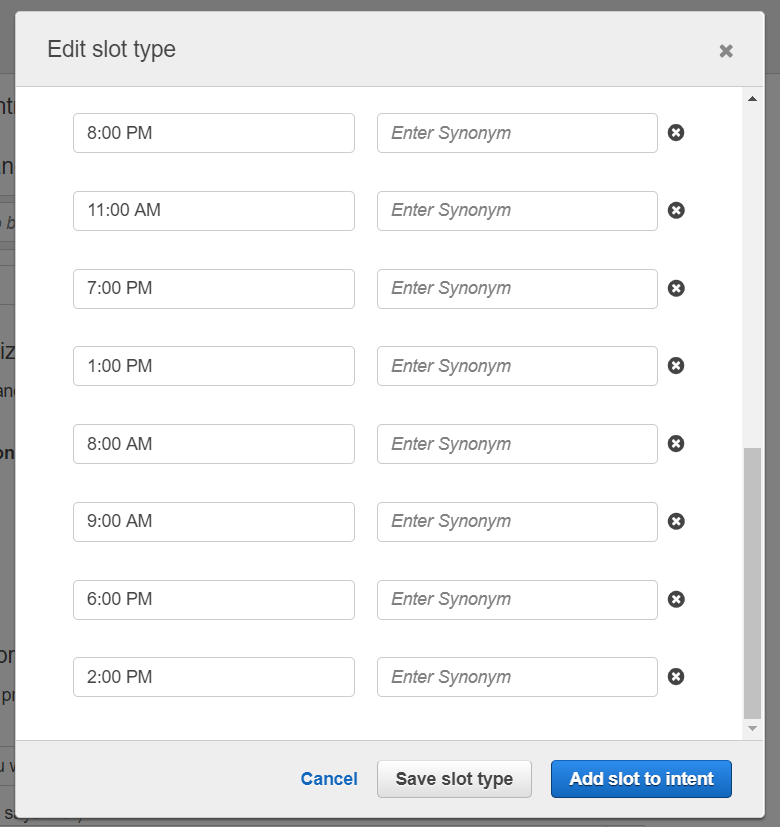 Edit slot type
8:00 PM Enter Synonym
11:00 AM Enter Synonym
7:00 PM Enter Synonym
1:00 PM Enter Synonym
8:00 AM Enter Synonym
9:00 AM Enter Synonym
6:00 PM Enter Synonym
2:00 PM Enter Synonym
Cancel Save slot type Add slot to intent